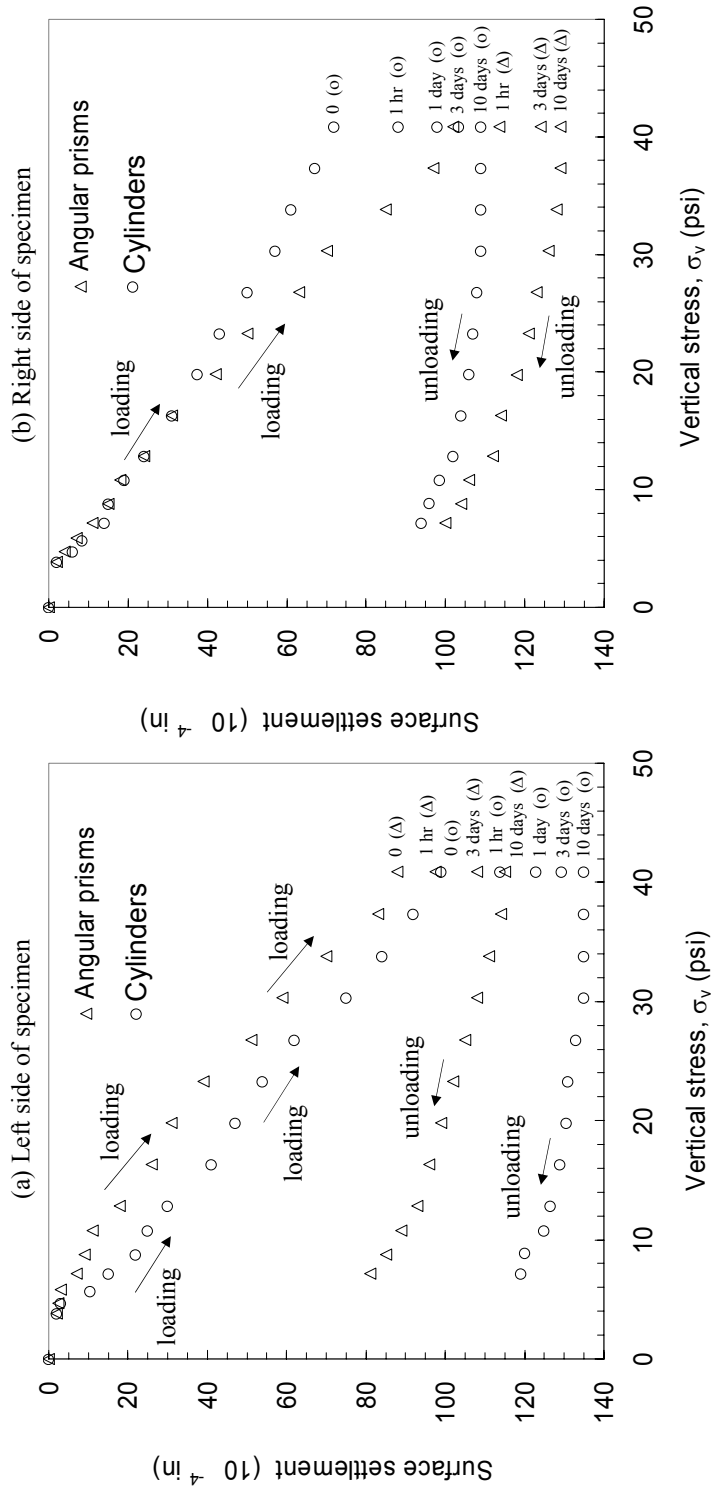 (a) Left side of specimen
Δ Angular prisms
○ Cylinders
loading
loading
loading
loading
unloading
unloading
0 (Δ)
1 hr (Δ)
0 (o)
3 days (Δ)
1 hr (o)
10 days (Δ)
1 day (o)
3 days (o)
10 days (o)
0
20
40
60
80
100
120
140
0
10
20
30
40
50
Surface settlement (10⁻⁴ in)
Vertical stress, σᵥ (psi)
(b) Right side of specimen
Δ Angular prisms
○ Cylinders
loading
loading
unloading
unloading
0 (o)
1 hr (o)
1 day (o)
3 days (o)
10 days (o)
1 hr (Δ)
3 days (Δ)
10 days (Δ)
0
20
40
60
80
100
120
140
0
10
20
30
40
50
Surface settlement (10⁻⁴ in)
Vertical stress, σᵥ (psi)